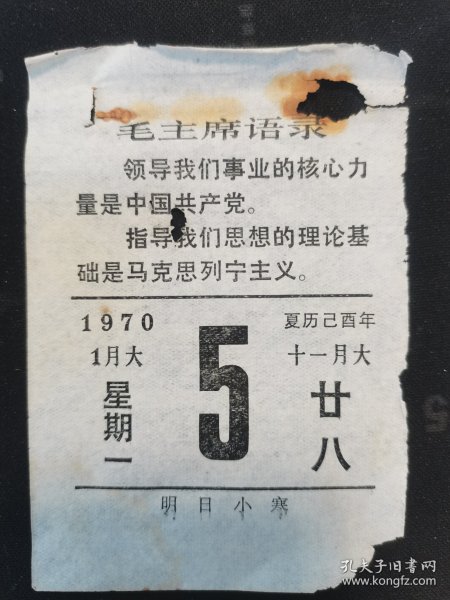 毛主席语录
领导我们事业的核心力
量是中国共产党。
指导我们思想的理论基
础是马克思列宁主义。
1970
1月大
星期一
5
夏历己酉年
十一月大
廿八
明日小寒
孔夫子旧书网
www.kongfz.com